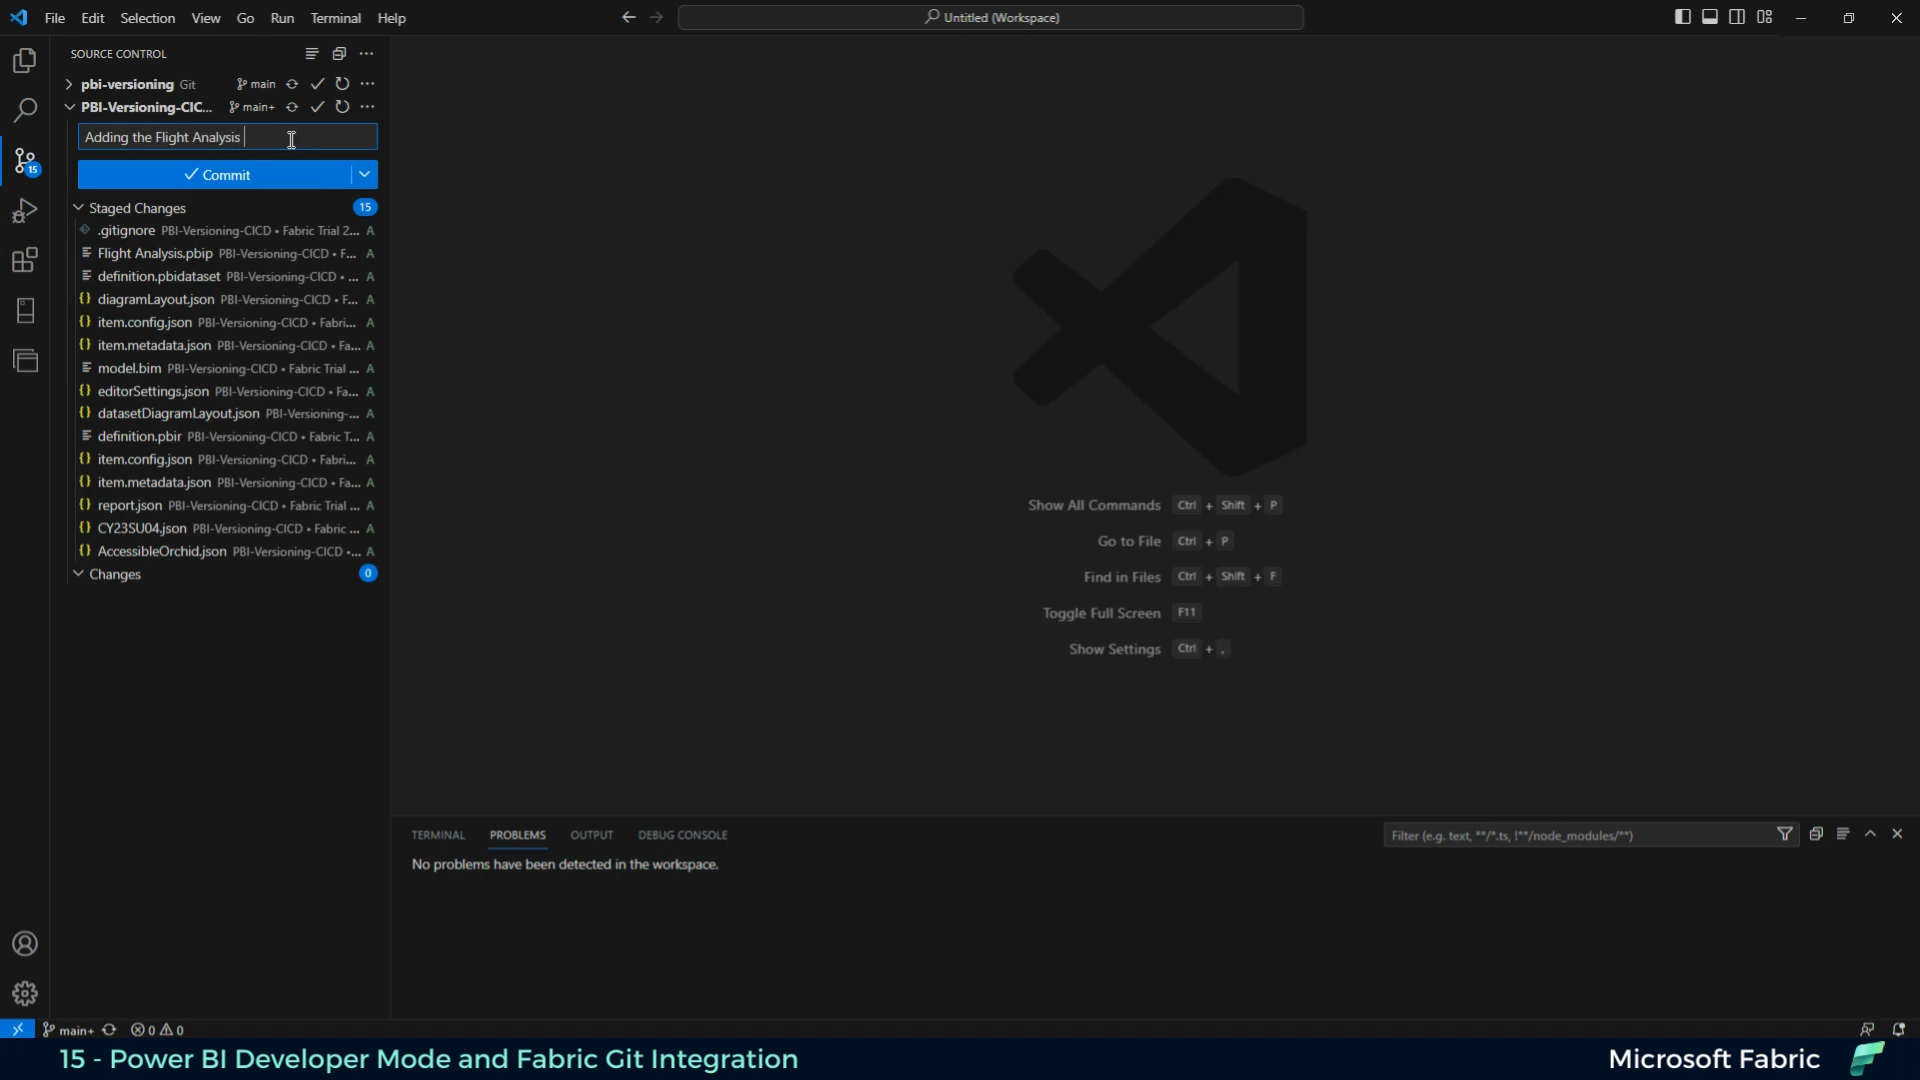 File Edit Selection View Go Run Terminal Help
Untitled (Workspace)
SOURCE CONTROL
pbi-versioning Git main
PBI-Versioning-CIC... main+
Adding the Flight Analysis
Commit
15
Staged Changes 15
.gitignore PBI-Versioning-CICD • Fabric Trial 2... A
Flight Analysis.pbip PBI-Versioning-CICD • F... A
definition.pbidataset PBI-Versioning-CICD • ... A
diagramLayout.json PBI-Versioning-CICD • F... A
item.config.json PBI-Versioning-CICD • Fabri... A
item.metadata.json PBI-Versioning-CICD • Fa... A
model.bim PBI-Versioning-CICD • Fabric Trial ... A
editorSettings.json PBI-Versioning-CICD • Fa... A
datasetDiagramLayout.json PBI-Versioning-... A
definition.pbir PBI-Versioning-CICD • Fabric T... A
item.config.json PBI-Versioning-CICD • Fabri... A
item.metadata.json PBI-Versioning-CICD • Fa... A
report.json PBI-Versioning-CICD • Fabric Trial ... A
CY23SU04.json PBI-Versioning-CICD • Fabric ... A
AccessibleOrchid.json PBI-Versioning-CICD •... A
Changes 0
Show All Commands Ctrl + Shift + P
Go to File Ctrl + P
Find in Files Ctrl + Shift + F
Toggle Full Screen F11
Show Settings Ctrl + ,
TERMINAL PROBLEMS OUTPUT DEBUG CONSOLE
Filter (e.g. text, **/*.ts, !**/node_modules/**)
No problems have been detected in the workspace.
main+ 0 0
15 - Power BI Developer Mode and Fabric Git Integration
Microsoft Fabric